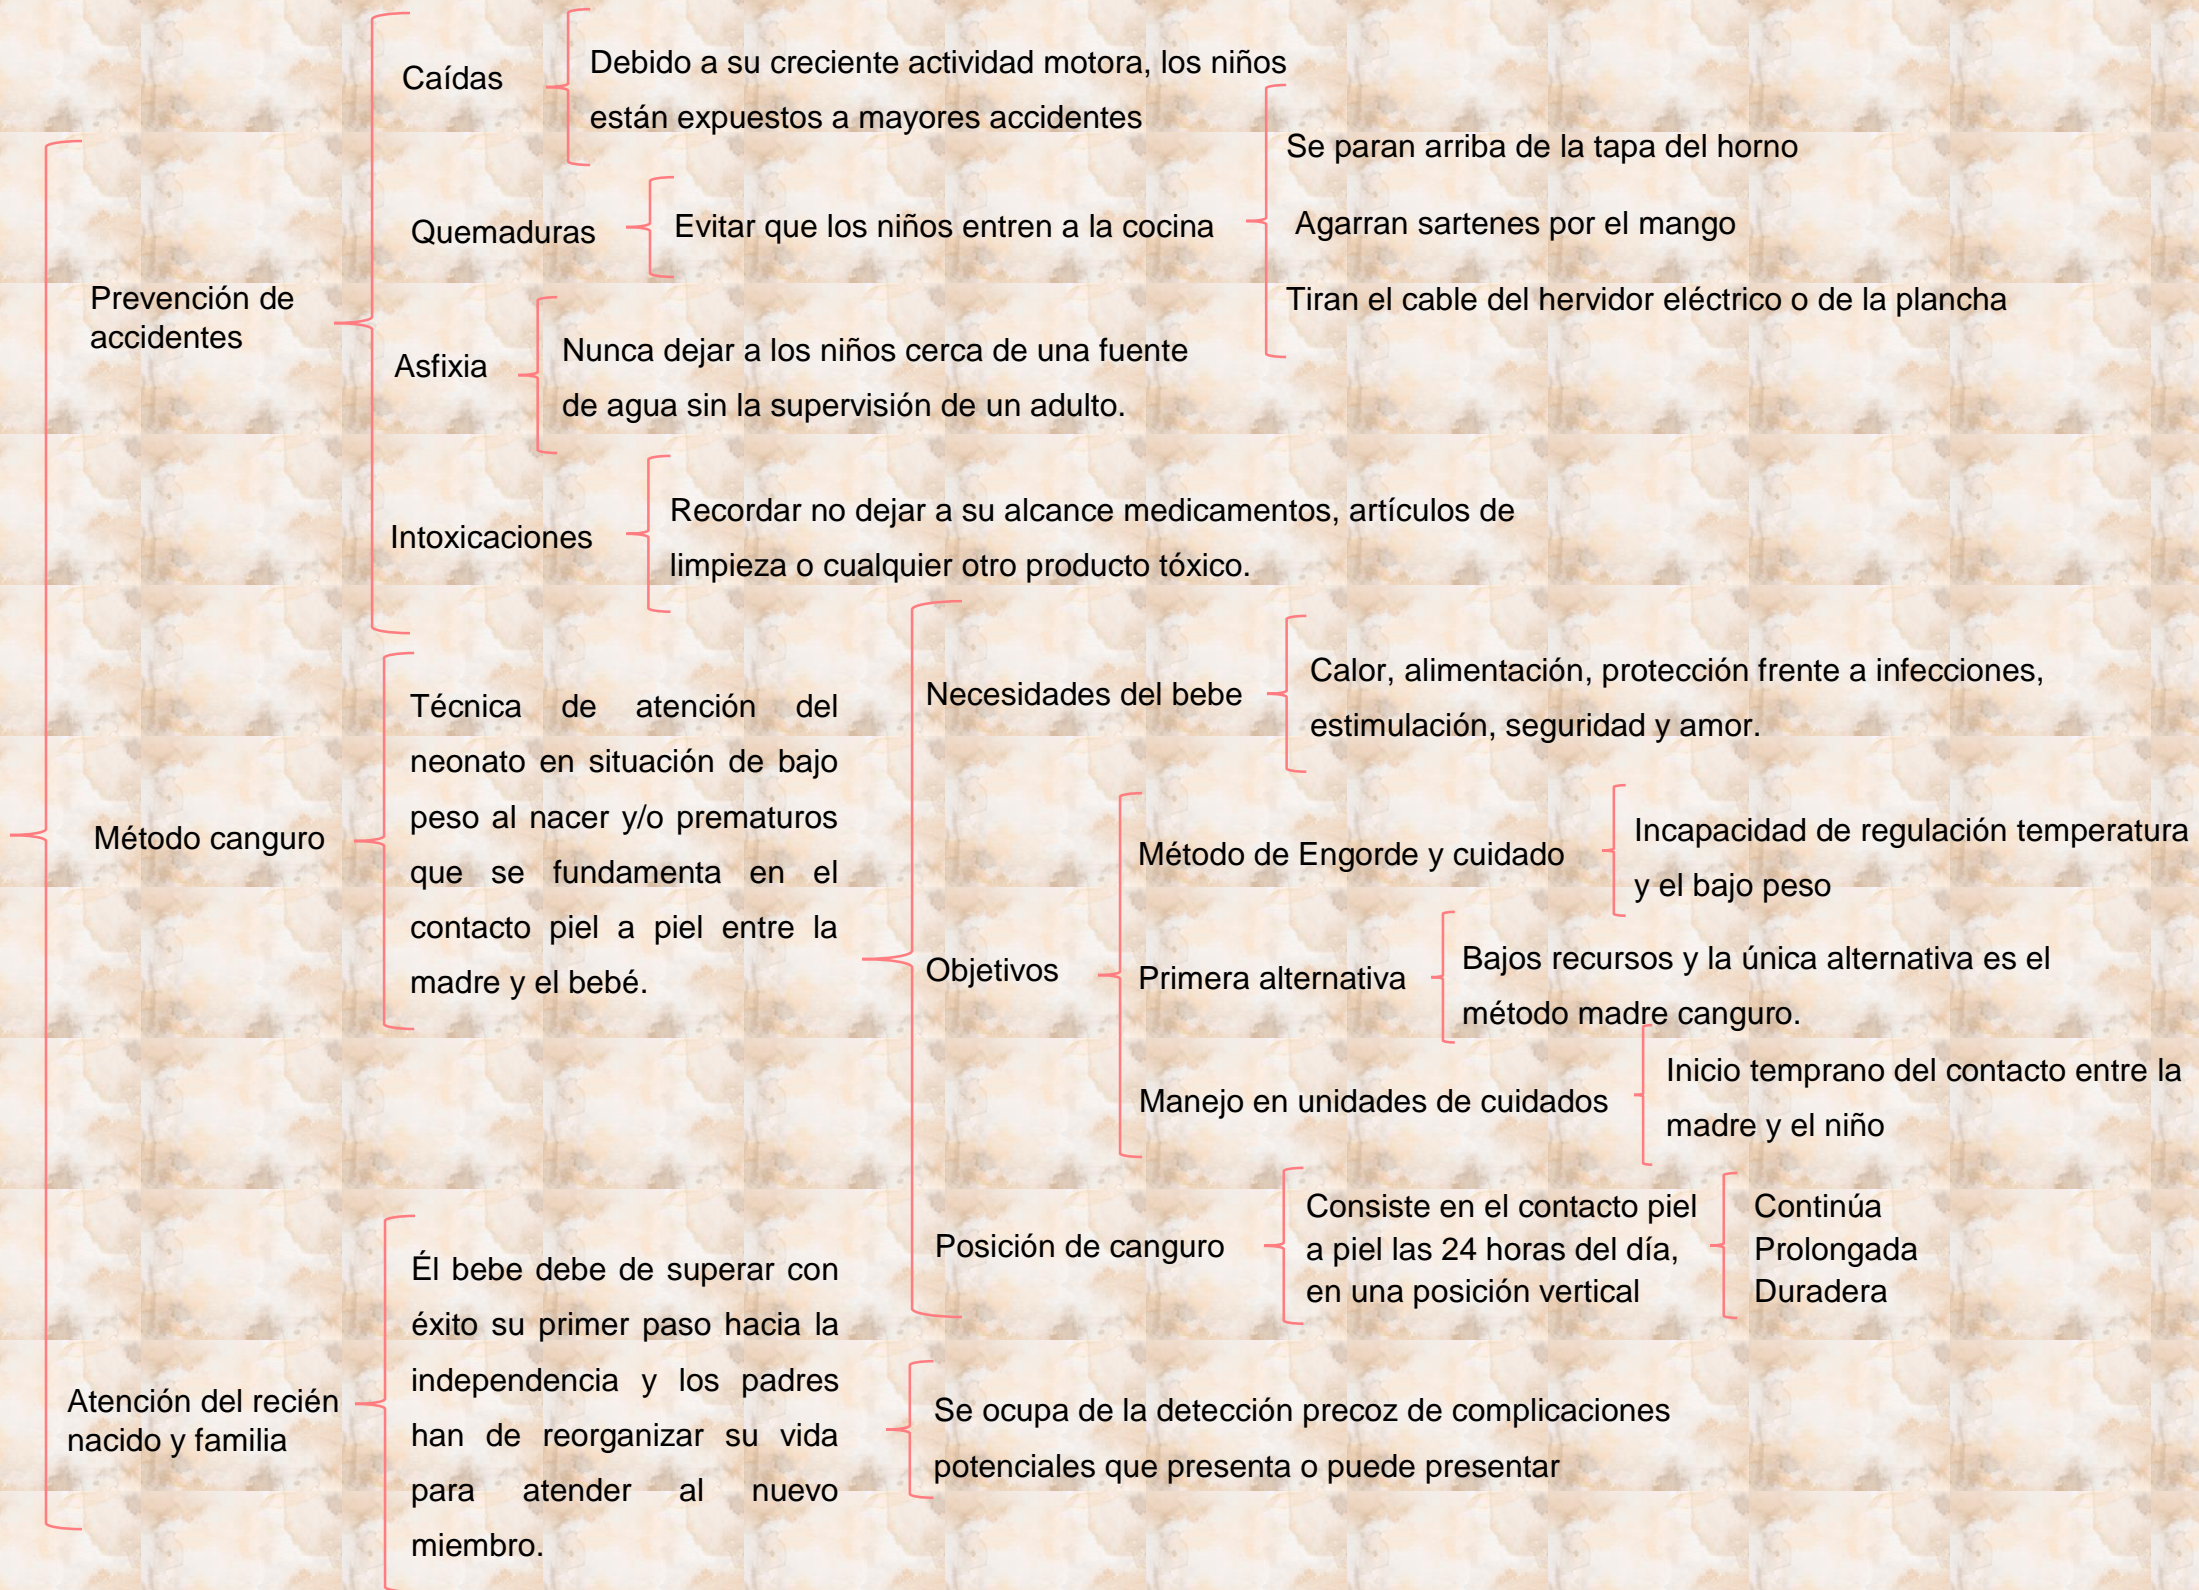 Prevención de
accidentes
Caídas
Debido a su creciente actividad motora, los niños
están expuestos a mayores accidentes
Quemaduras
Evitar que los niños entren a la cocina
Se paran arriba de la tapa del horno
Agarran sartenes por el mango
Tiran el cable del hervidor eléctrico o de la plancha
Asfixia
Nunca dejar a los niños cerca de una fuente
de agua sin la supervisión de un adulto.
Intoxicaciones
Recordar no dejar a su alcance medicamentos, artículos de
limpieza o cualquier otro producto tóxico.
Método canguro
Técnica de atención del
neonato en situación de bajo
peso al nacer y/o prematuros
que se fundamenta en el
contacto piel a piel entre la
madre y el bebé.
Necesidades del bebe
Calor, alimentación, protección frente a infecciones,
estimulación, seguridad y amor.
Objetivos
Método de Engorde y cuidado
Incapacidad de regulación temperatura
y el bajo peso
Primera alternativa
Bajos recursos y la única alternativa es el
método madre canguro.
Manejo en unidades de cuidados
Inicio temprano del contacto entre la
madre y el niño
Posición de canguro
Consiste en el contacto piel
a piel las 24 horas del día,
en una posición vertical
Continúa
Prolongada
Duradera
Atención del recién
nacido y familia
Él bebe debe de superar con
éxito su primer paso hacia la
independencia y los padres
han de reorganizar su vida
para atender al nuevo
miembro.
Se ocupa de la detección precoz de complicaciones
potenciales que presenta o puede presentar